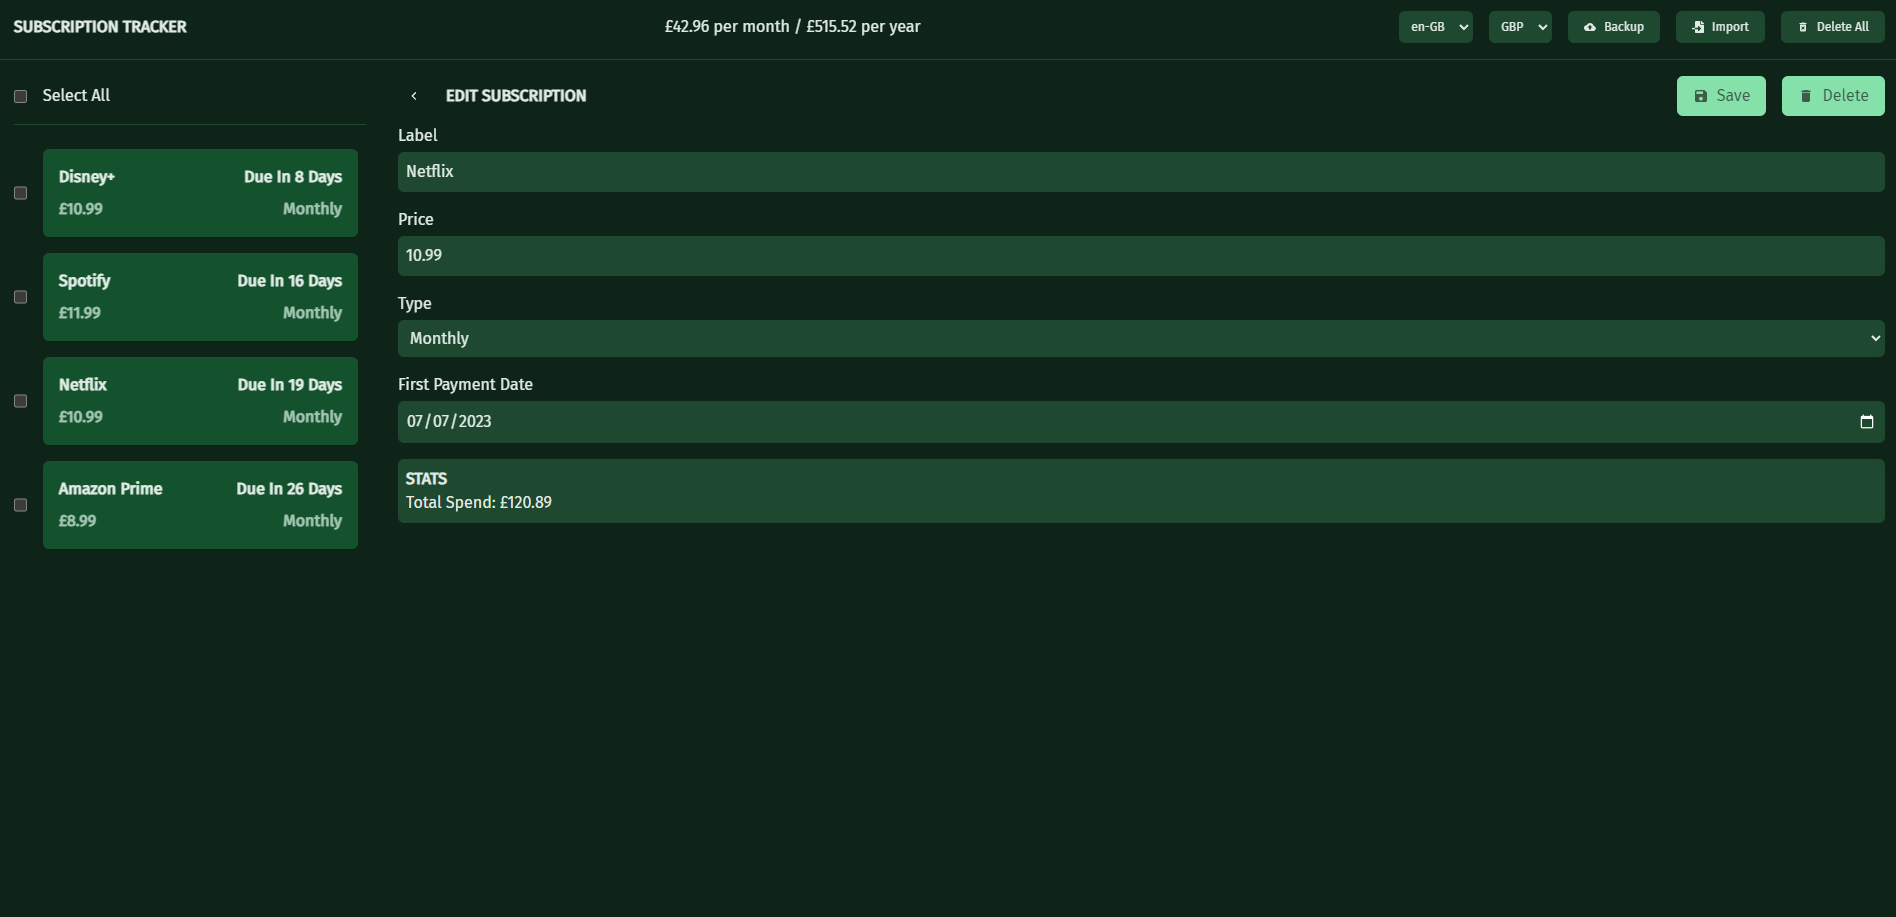 SUBSCRIPTION TRACKER
£42.96 per month / £515.52 per year
en-GB
GBP
Backup
Import
Delete All
Select All
Disney+ Due In 8 Days
£10.99 Monthly
Spotify Due In 16 Days
£11.99 Monthly
Netflix Due In 19 Days
£10.99 Monthly
Amazon Prime Due In 26 Days
£8.99 Monthly
EDIT SUBSCRIPTION
Save
Delete
Label
Netflix
Price
10.99
Type
Monthly
First Payment Date
07/07/2023
STATS
Total Spend: £120.89